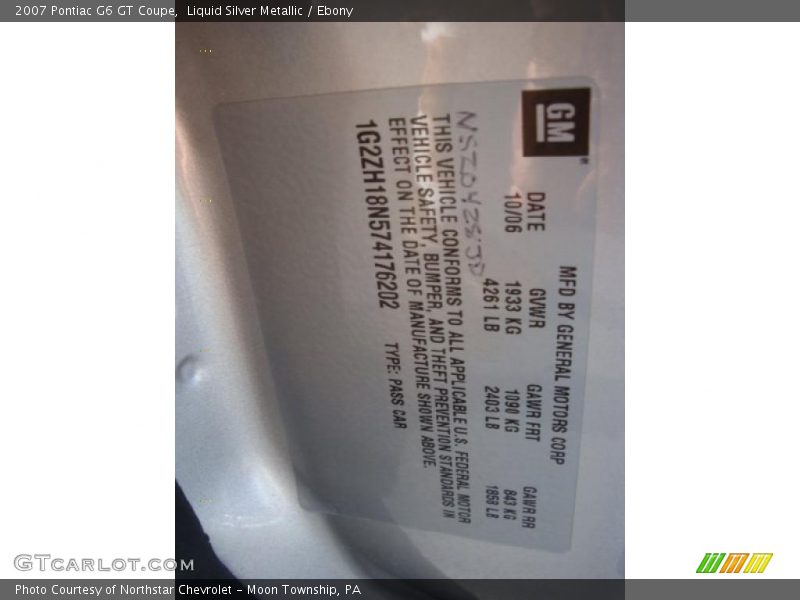 2007 Pontiac G6 GT Coupe, Liquid Silver Metallic / Ebony
GM
MFD BY GENERAL MOTORS CORP
DATE GVWR GAWR FRT GAWR RR
10/06 1933 KG 1090 KG 843 KG
4261 LB 2403 LB 1858 LB
THIS VEHICLE CONFORMS TO ALL APPLICABLE U.S. FEDERAL MOTOR
VEHICLE SAFETY, BUMPER, AND THEFT PREVENTION STANDARDS IN
EFFECT ON THE DATE OF MANUFACTURE SHOWN ABOVE.
1G2ZH18N574176202 TYPE: PASS CAR
GTCARLOT.COM
Photo Courtesy of Northstar Chevrolet - Moon Township, PA